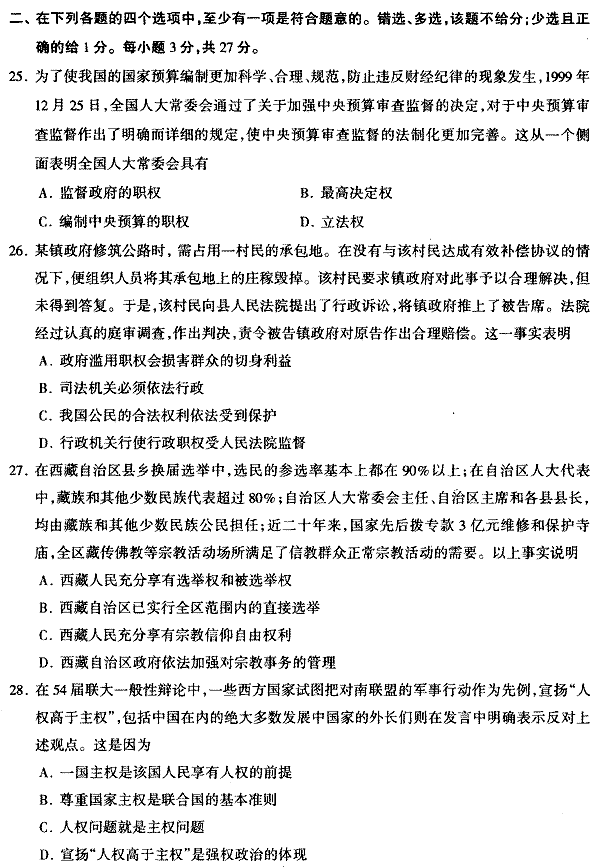 二、在下列各题的四个选项中,至少有一项是符合题意的。错选、多选,该题不给分;少选且正
确的给1分。每小题3分,共27分。
25. 为了使我国的国家预算编制更加科学、合理、规范,防止违反财经纪律的现象发生,1999年
12月25日,全国人大常委会通过了关于加强中央预算审查监督的决定,对于中央预算审
查监督作出了明确而详细的规定,使中央预算审查监督的法制化更加完善。这从一个侧
面表明全国人大常委会具有
A. 监督政府的职权 B. 最高决定权
C. 编制中央预算的职权 D. 立法权
26. 某镇政府修筑公路时,需占用一村民的承包地。在没有与该村民达成有效补偿协议的情
况下,便组织人员将其承包地上的庄稼毁掉。该村民要求镇政府对此事予以合理解决,但
未得到答复。于是,该村民向县人民法院提出了行政诉讼,将镇政府推上了被告席。法院
经过认真的庭审调查,作出判决,责令被告镇政府对原告作出合理赔偿。这一事实表明
A. 政府滥用职权会损害群众的切身利益
B. 司法机关必须依法行政
C. 我国公民的合法权利依法受到保护
D. 行政机关行使行政职权受人民法院监督
27. 在西藏自治区县乡换届选举中,选民的参选率基本上都在90%以上;在自治区人大代表
中,藏族和其他少数民族代表超过80%;自治区人大常委会主任、自治区主席和各县县长,
均由藏族和其他少数民族公民担任;近二十年来,国家先后拨专款3亿元维修和保护寺
庙,全区藏传佛教等宗教活动场所满足了信教群众正常宗教活动的需要。以上事实说明
A. 西藏人民充分享有选举权和被选举权
B. 西藏自治区已实行全区范围内的直接选举
C. 西藏人民充分享有宗教信仰自由权利
D. 西藏自治区政府依法加强对宗教事务的管理
28. 在54届联大一般性辩论中,一些西方国家试图把对南联盟的军事行动作为先例,宣扬“人
权高于主权”,包括中国在内的绝大多数发展中国家的外长们则在发言中明确表示反对上
述观点。这是因为
A. 一国主权是该国人民享有人权的前提
B. 尊重国家主权是联合国的基本准则
C. 人权问题就是主权问题
D. 宣扬“人权高于主权”是强权政治的体现